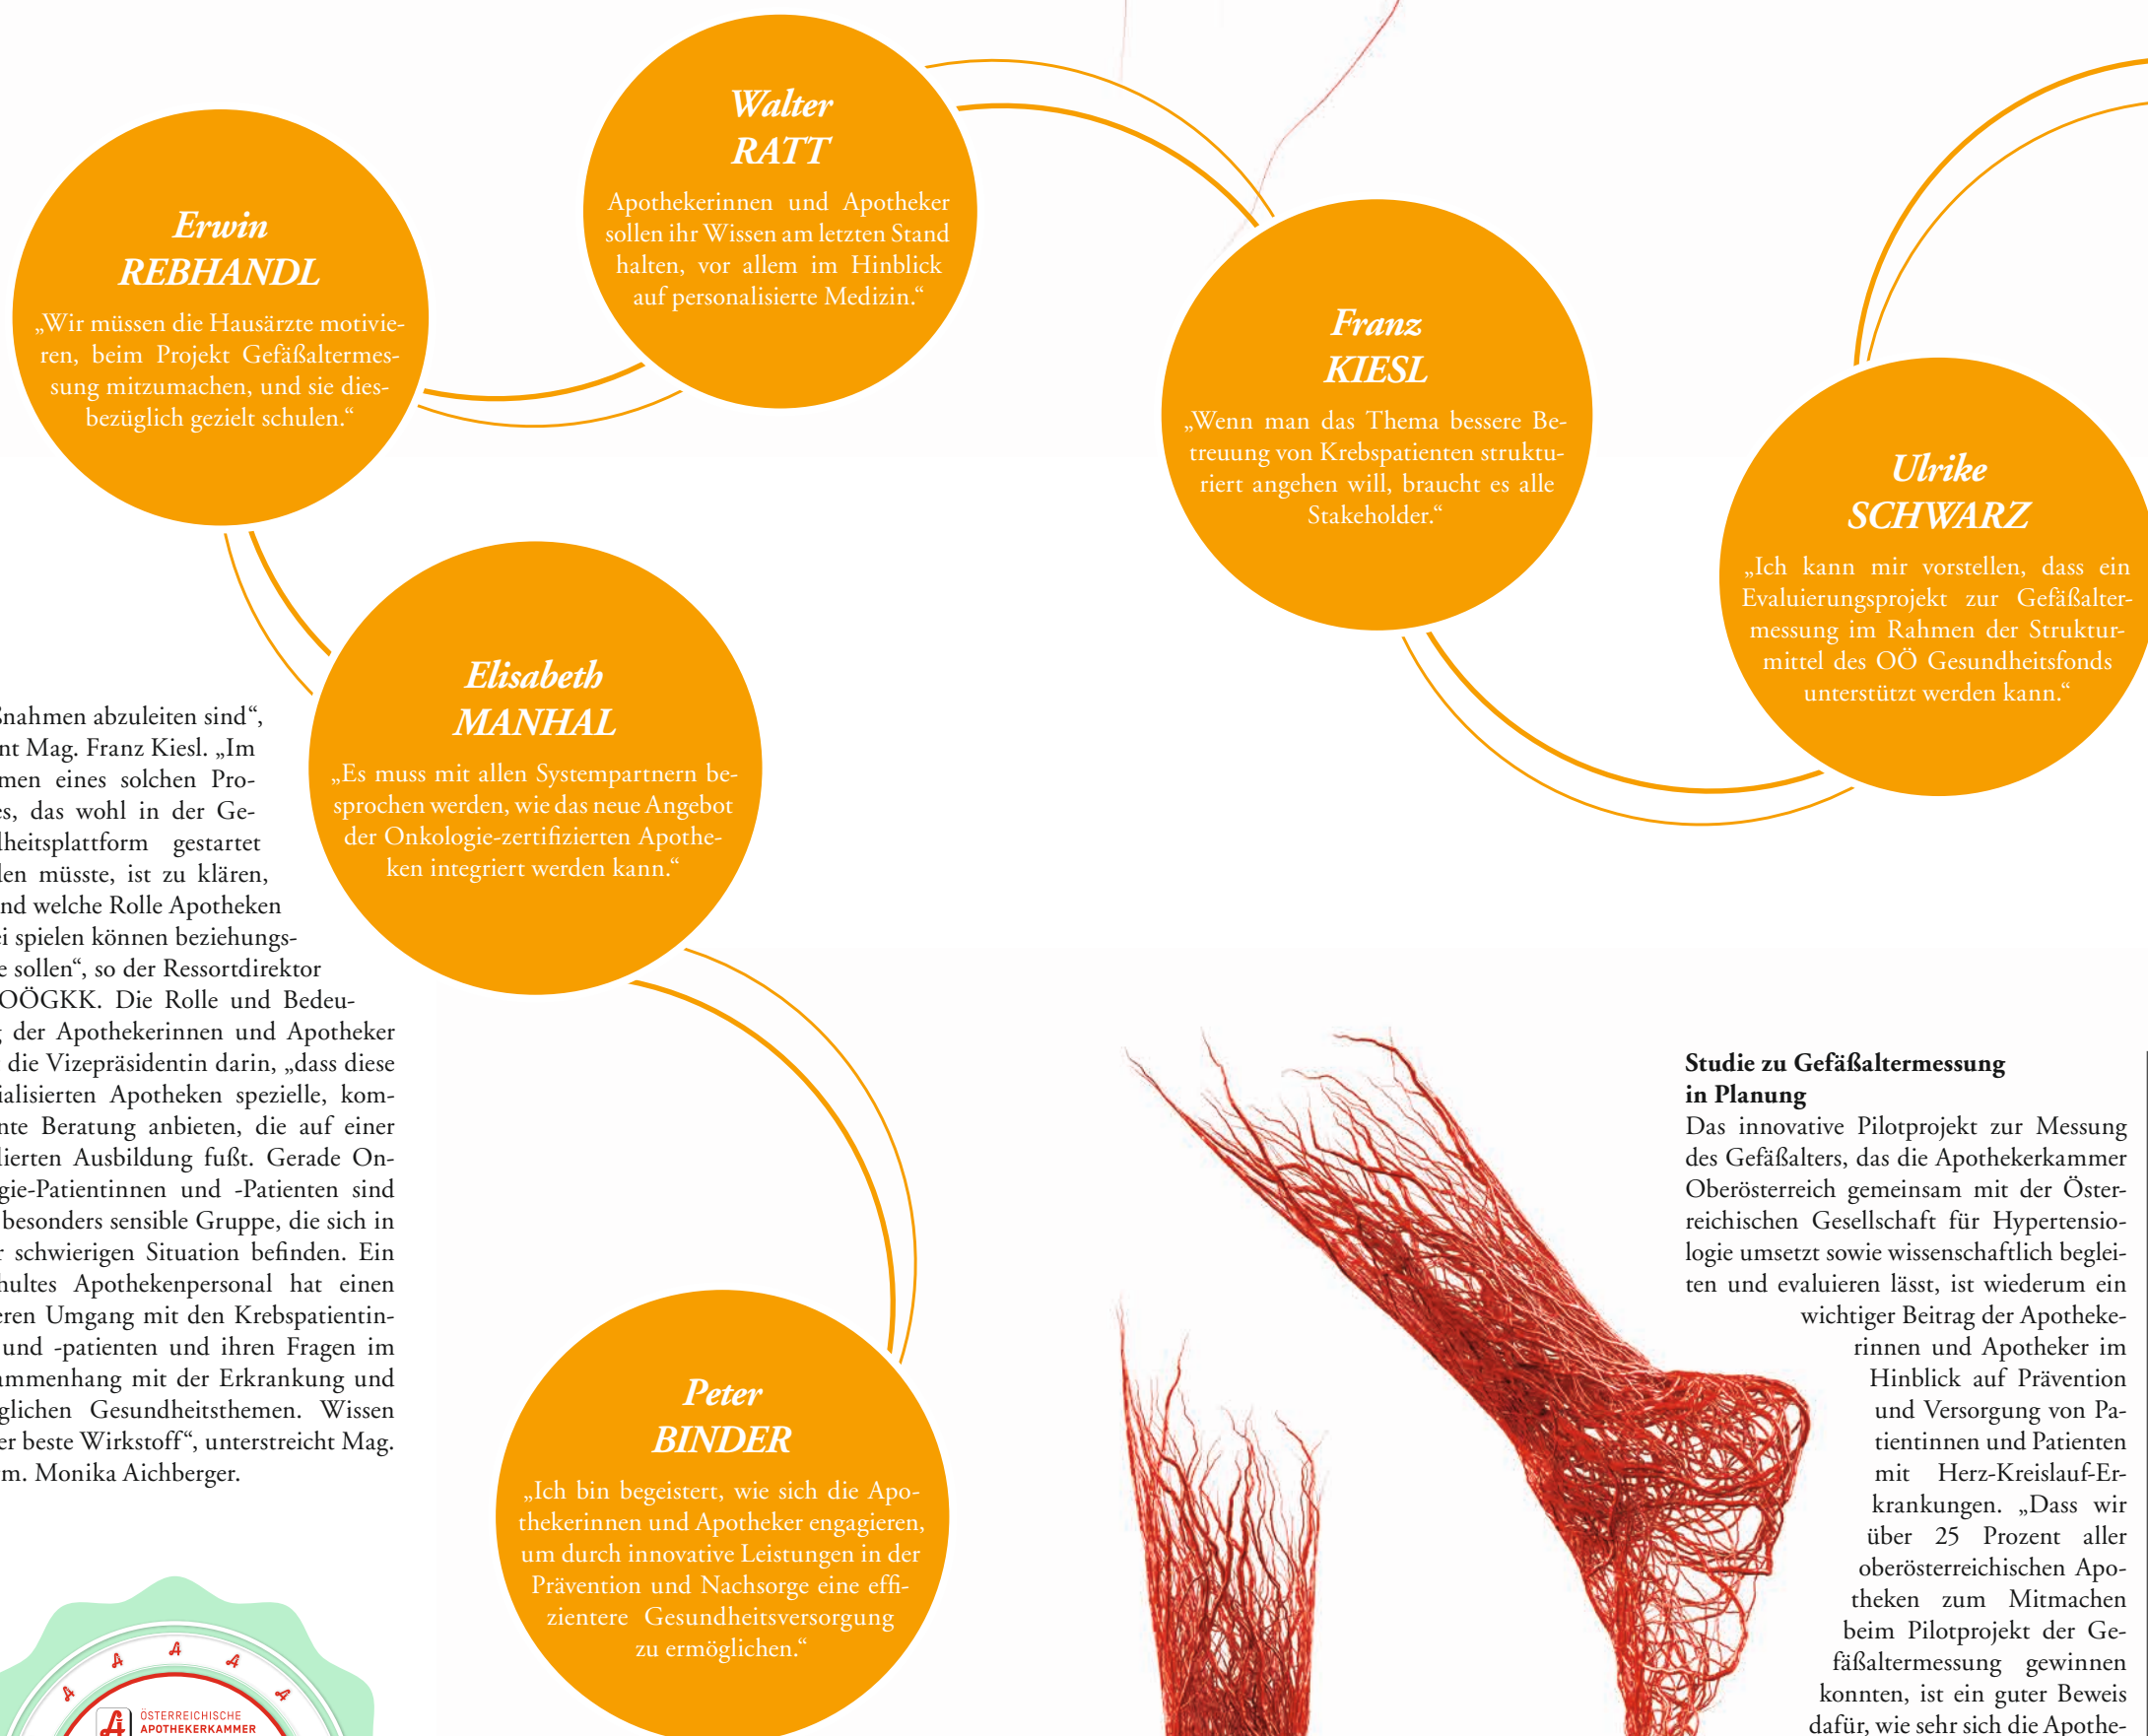 Erwin
REBHANDL
„Wir müssen die Hausärzte motivie-
ren, beim Projekt Gefäßaltermes-
sung mitzumachen, und sie dies-
bezüglich gezielt schulen.“
Walter
RATT
Apothekerinnen und Apotheker
sollen ihr Wissen am letzten Stand
halten, vor allem im Hinblick
auf personalisierte Medizin.“
Franz
KIESL
„Wenn man das Thema bessere Be-
treuung von Krebspatienten struktu-
riert angehen will, braucht es alle
Stakeholder.“
Ulrike
SCHWARZ
„Ich kann mir vorstellen, dass ein
Evaluierungsprojekt zur Gefäßalter-
messung im Rahmen der Struktur-
mittel des OÖ Gesundheitsfonds
unterstützt werden kann.“
Elisabeth
MANHAL
„Es muss mit allen Systempartnern be-
sprochen werden, wie das neue Angebot
der Onkologie-zertifizierten Apothe-
ken integriert werden kann.“
Peter
BINDER
„Ich bin begeistert, wie sich die Apo-
thekerinnen und Apotheker engagieren,
um durch innovative Leistungen in der
Prävention und Nachsorge eine effi-
zientere Gesundheitsversorgung
zu ermöglichen.“
ßnahmen abzuleiten sind“,
nt Mag. Franz Kiesl. „Im
men eines solchen Pro-
es, das wohl in der Ge-
dheitsplattform gestartet
den müsste, ist zu klären,
und welche Rolle Apotheken
ei spielen können beziehungs-
e sollen“, so der Ressortdirektor
OÖGKK. Die Rolle und Bedeu-
g der Apothekerinnen und Apotheker
die Vizepräsidentin darin, „dass diese
ialisierten Apotheken spezielle, kom-
nte Beratung anbieten, die auf einer
lierten Ausbildung fußt. Gerade On-
gie-Patientinnen und -Patienten sind
besonders sensible Gruppe, die sich in
r schwierigen Situation befinden. Ein
hultes Apothekenpersonal hat einen
eren Umgang mit den Krebspatientin-
und -patienten und ihren Fragen im
ammenhang mit der Erkrankung und
glichen Gesundheitsthemen. Wissen
er beste Wirkstoff“, unterstreicht Mag.
rm. Monika Aichberger.
ÖSTERREICHISCHE
APOTHEKERKAMMER
Studie zu Gefäßaltermessung
in Planung
Das innovative Pilotprojekt zur Messung
des Gefäßalters, das die Apothekerkammer
Oberösterreich gemeinsam mit der Öster-
reichischen Gesellschaft für Hypertensio-
logie umsetzt sowie wissenschaftlich beglei-
ten und evaluieren lässt, ist wiederum ein
wichtiger Beitrag der Apotheke-
rinnen und Apotheker im
Hinblick auf Prävention
und Versorgung von Pa-
tientinnen und Patienten
mit Herz-Kreislauf-Er-
krankungen. „Dass wir
über 25 Prozent aller
oberösterreichischen Apo-
theken zum Mitmachen
beim Pilotprojekt der Ge-
fäßaltermessung gewinnen
konnten, ist ein guter Beweis
dafür, wie sehr sich die Apothe-